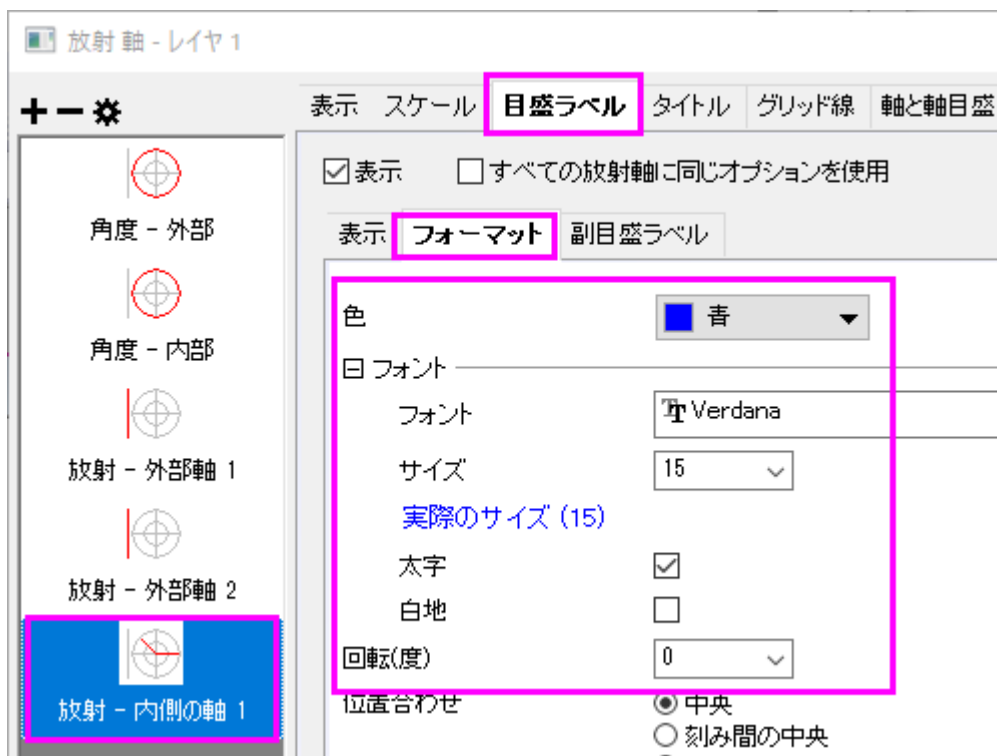 放射 軸 - レイヤ 1
表示 スケール 目盛ラベル タイトル グリッド線 軸と軸目盛
表示 すべての放射軸に同じオプションを使用
表示 フォーマット 副目盛ラベル
角度 - 外部
角度 - 内部
放射 - 外部軸 1
放射 - 外部軸 2
放射 - 内側の軸 1
色 青
フォント
フォント Verdana
サイズ 15
実際のサイズ (15)
太字
白地
回転(度) 0
位置合わせ 中央
刻み間の中央